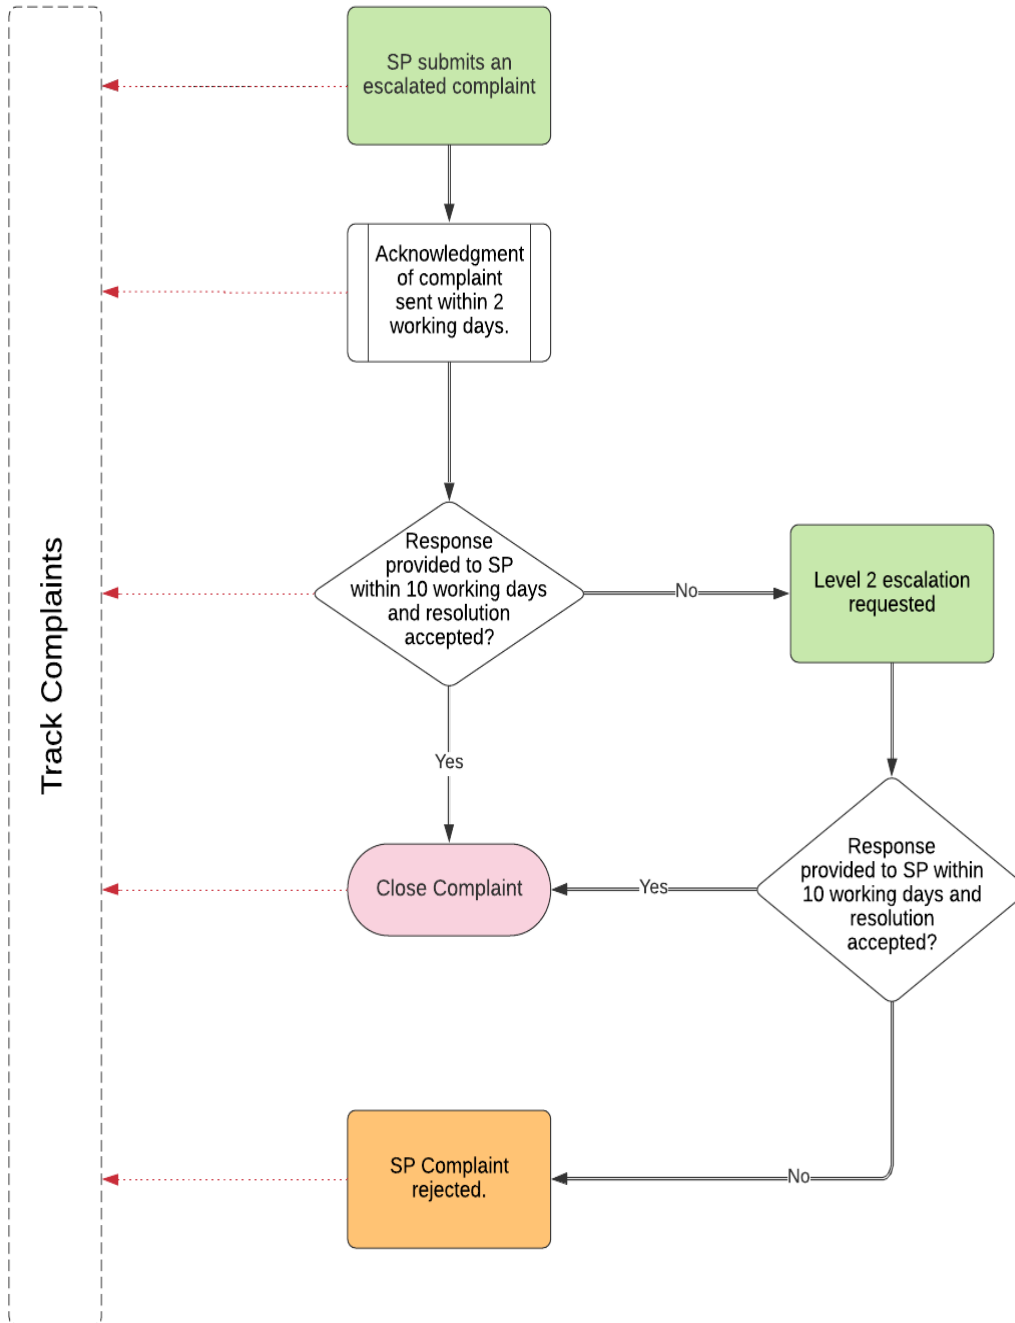 SP submits an
escalated complaint
Acknowledgment
of complaint
sent within 2
working days.
Response
provided to SP
within 10 working days
and resolution
accepted?
No
Level 2 escalation
requested
Yes
Track Complaints
Close Complaint
Yes
Response
provided to SP within
10 working days and
resolution
accepted?
SP Complaint
rejected.
No